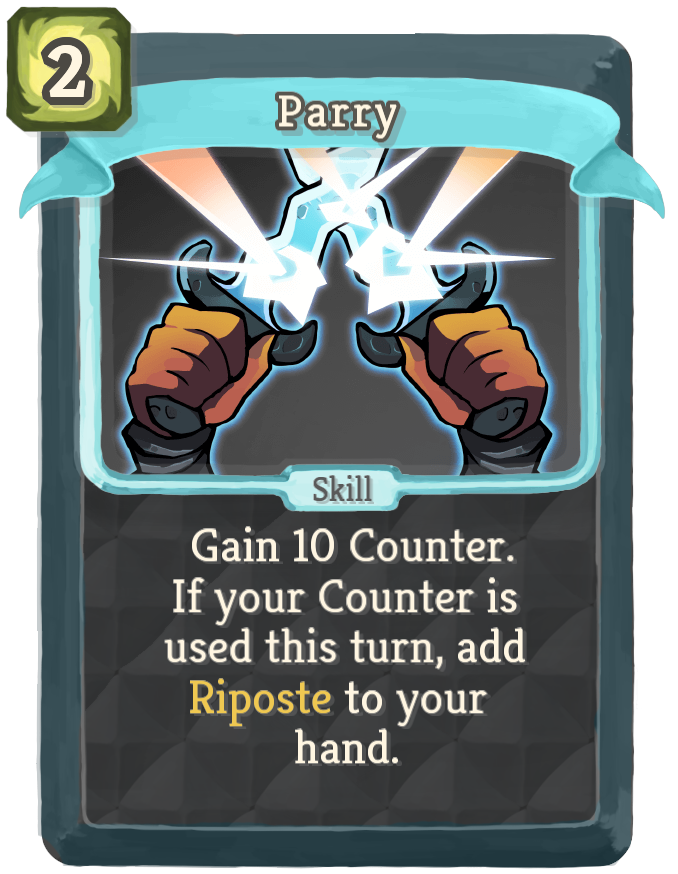 2
Parry
Skill
Gain 10 Counter.
If your Counter is
used this turn, add
Riposte to your
hand.